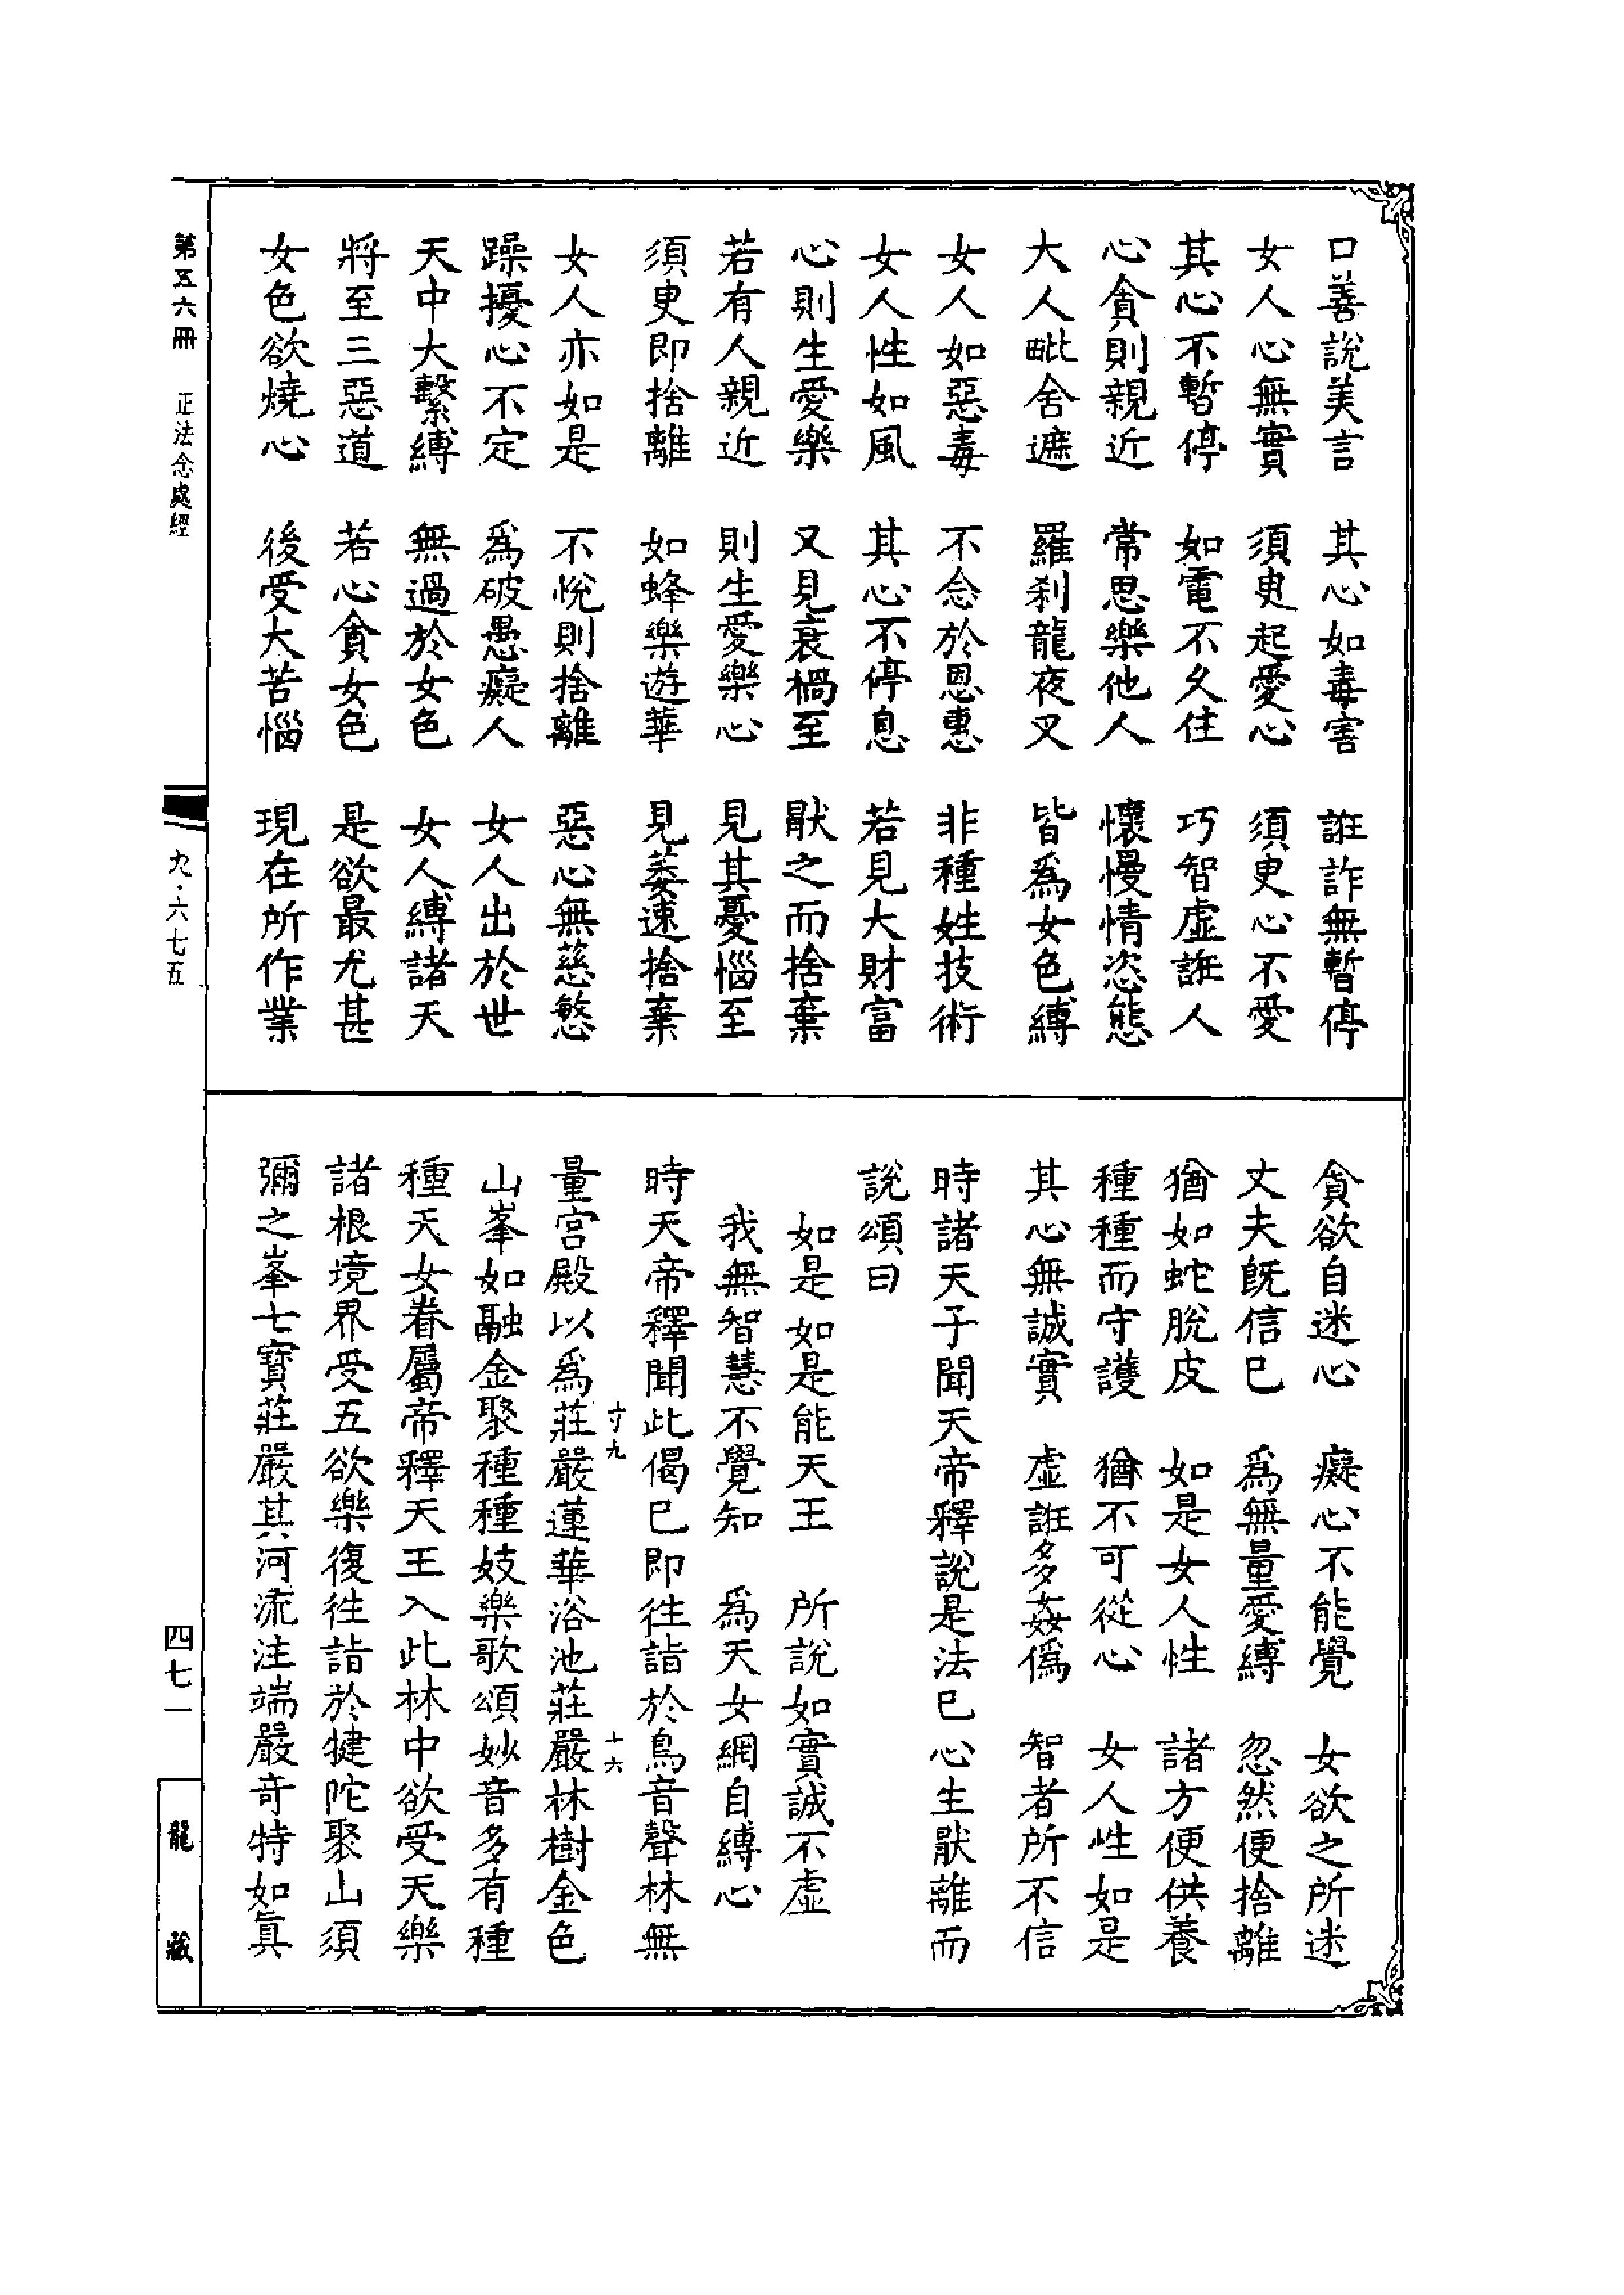 口善說美言　其心如毒害　誑詐無暫停
女人心無實　須臾起愛心　須臾心不愛
其心不暫停　如電不久住　巧智虛誑人
心貪則親近　常思樂他人　懷慢情恣態
大人毗舍遮　羅刹龍夜叉　皆爲女色縛
女人如惡毒　不念於恩惠　非種姓技術
女人性如風　其心不停息　若見大財富
心則生愛樂　又見衰禍至　猒之而捨棄
若有人親近　則生愛樂心　見其憂惱至
須臾即捨離　如蜂樂遊華　見萎速捨棄
女人亦如是　不悅則捨離　惡心無慈愍
躁擾心不定　爲破愚癡人　女人出於世
天中大繫縛　無過於女色　女人縛諸天
將至三惡道　若心貪女色　是欲最尤甚
女色欲燒心　後受大苦惱　現在所作業
貪欲自迷心　癡心不能覺　女欲之所迷
丈夫既信已　爲無量愛縛　忽然便捨離
猶如蛇脫皮　如是女人性　諸方便供養
種種而守護　猶不可從心　女人性如是
其心無誠實　虛誑多姦僞　智者所不信
時諸天子聞天帝釋說是法已心生猒離而
說頌曰
如是如是能天王　所說如實誠不虛
我無智慧不覺知　爲天女網自縛心
時天帝釋聞此偈已即往詣於鳥音聲林無
十九
十六
量宮殿以爲莊嚴蓮華浴池莊嚴林樹金色
山峯如融金聚種種妓樂歌頌妙音多有種
種天女眷屬帝釋天王入此林中欲受天樂
諸根境界受五欲樂復往詣於揵陀聚山須
彌之峯七寶莊嚴其河流注端嚴奇特如眞
第五六冊　正法念處經
九·六七五
四七一
龍藏